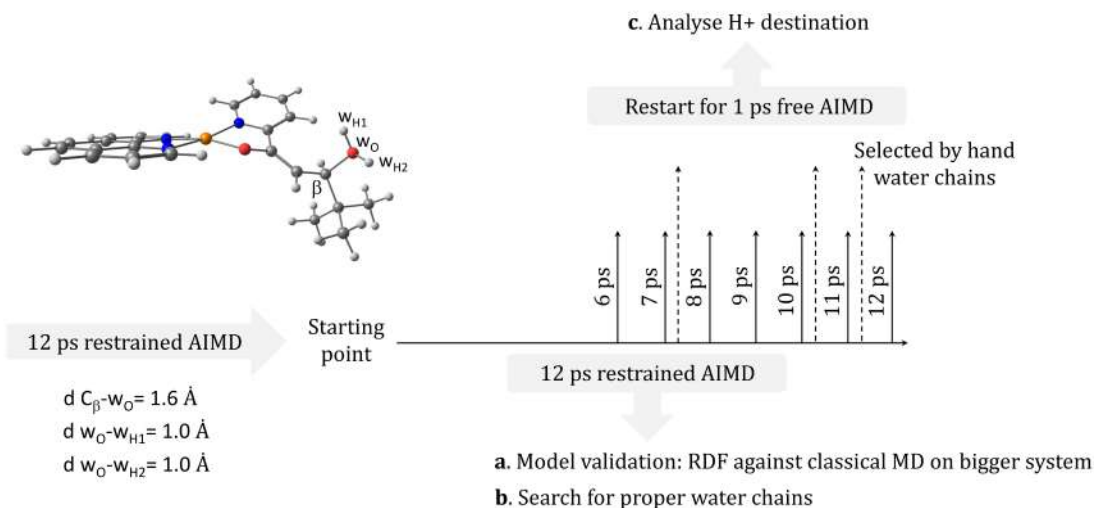 c. Analyse H+ destination
Restart for 1 ps free AIMD
Selected by hand
water chains
wH1
wO
wH2
β
6 ps
7 ps
8 ps
9 ps
10 ps
11 ps
12 ps
12 ps restrained AIMD
Starting
point
12 ps restrained AIMD
d Cβ-wO= 1.6 Å
d wO-wH1= 1.0 Å
d wO-wH2= 1.0 Å
a. Model validation: RDF against classical MD on bigger system
b. Search for proper water chains